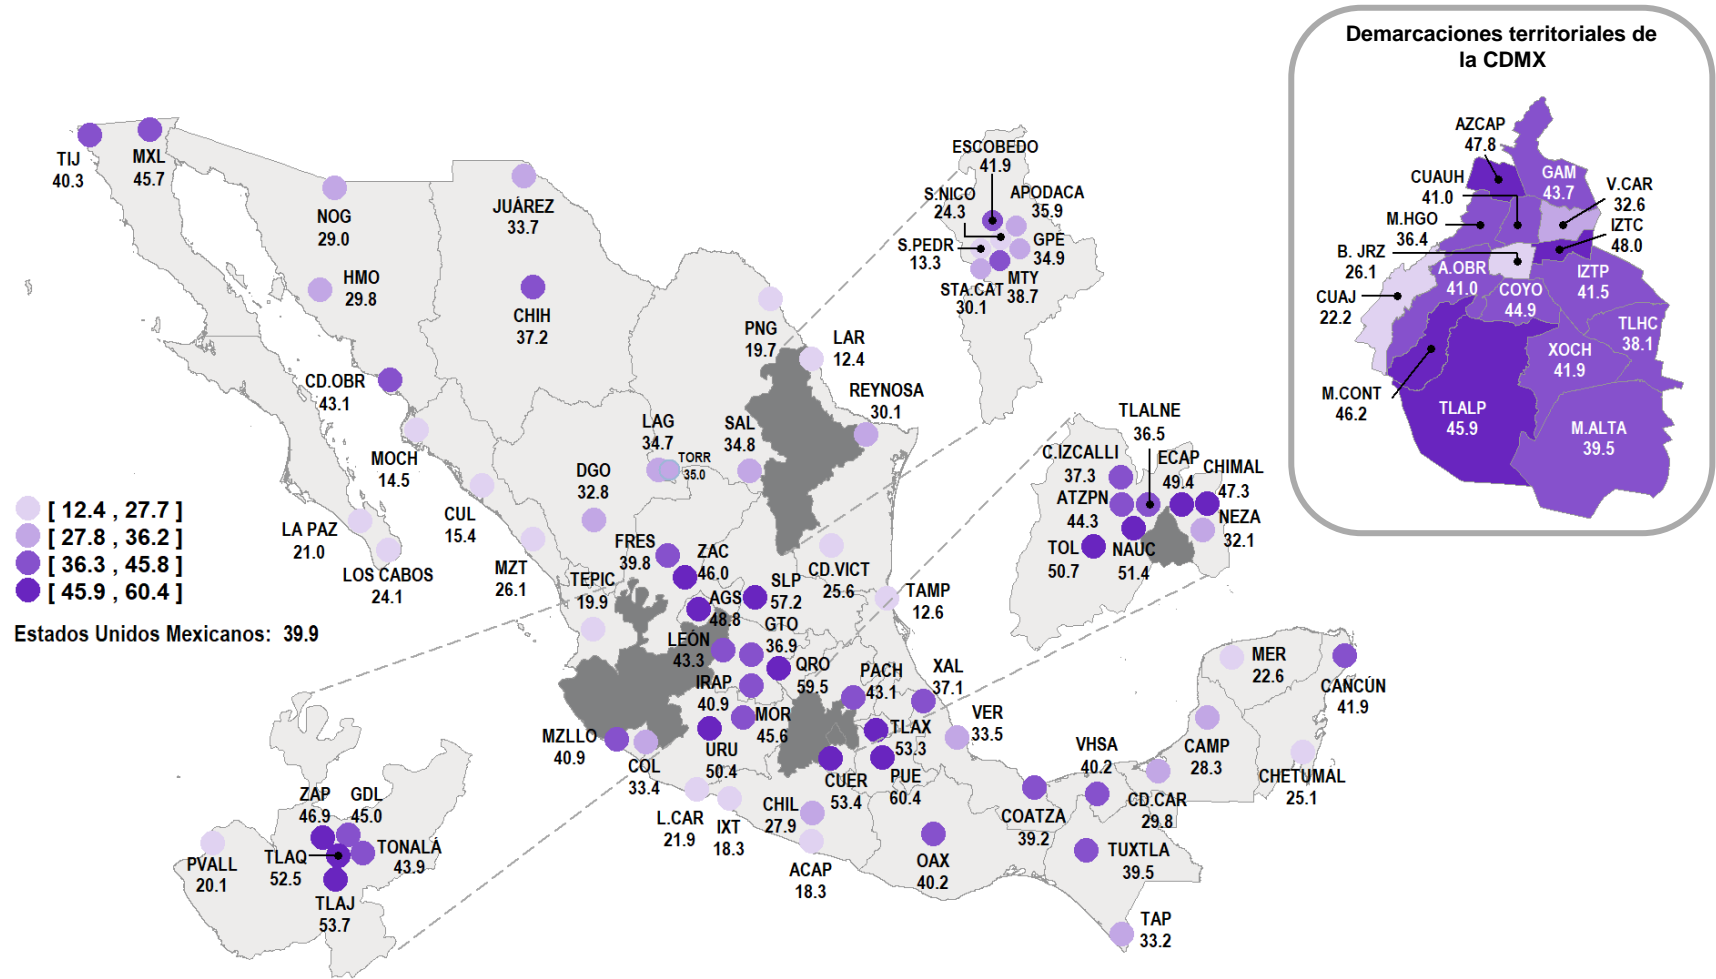 Demarcaciones territoriales de
la CDMX
AZCAP
47.8
CUAUH
41.0
GAM
43.7
V.CAR
32.6
M.HGO
36.4
IZTC
48.0
B. JRZ
26.1
A.OBR
41.0
IZTP
41.5
CUAJ
22.2
COYO
44.9
TLHC
38.1
XOCH
41.9
M.CONT
46.2
TLALP
45.9
M.ALTA
39.5
TIJ
40.3
MXL
45.7
NOG
29.0
HMO
29.8
JUÁREZ
33.7
CHIH
37.2
CD.OBR
43.1
MOCH
14.5
CUL
15.4
LA PAZ
21.0
LOS CABOS
24.1
MZT
26.1
DGO
32.8
LAG
34.7
TORR
35.0
SAL
34.8
PNG
19.7
LAR
12.4
REYNOSA
30.1
ESCOBEDO
41.9
S.NICO
24.3
APODACA
35.9
S.PEDR
13.3
GPE
34.9
STA.CAT
30.1
MTY
38.7
TLALNE
36.5
C.IZCALLI
37.3
ECAP
49.4
CHIMAL
47.3
ATZPN
44.3
NEZA
32.1
TOL
50.7
NAUC
51.4
FRES
39.8
ZAC
46.0
TEPIC
19.9
AGS
48.8
SLP
57.2
CD.VICT
25.6
TAMP
12.6
LEÓN
43.3
GTO
36.9
QRO
59.5
IRAP
40.9
PACH
43.1
XAL
37.1
MOR
45.6
MZLLO
40.9
COL
33.4
URU
50.4
TLAX
53.3
VER
33.5
CUER
53.4
PUE
60.4
L.CAR
21.9
IXT
18.3
CHIL
27.9
ACAP
18.3
OAX
40.2
COATZA
39.2
VHSA
40.2
CD.CAR
29.8
TUXTLA
39.5
TAP
33.2
MER
22.6
CANCÚN
41.9
CAMP
28.3
CHETUMAL
25.1
[ 12.4 , 27.7 ]
[ 27.8 , 36.2 ]
[ 36.3 , 45.8 ]
[ 45.9 , 60.4 ]
Estados Unidos Mexicanos: 39.9
ZAP
46.9
GDL
45.0
PVALL
20.1
TLAQ
52.5
TONALÁ
43.9
TLAJ
53.7